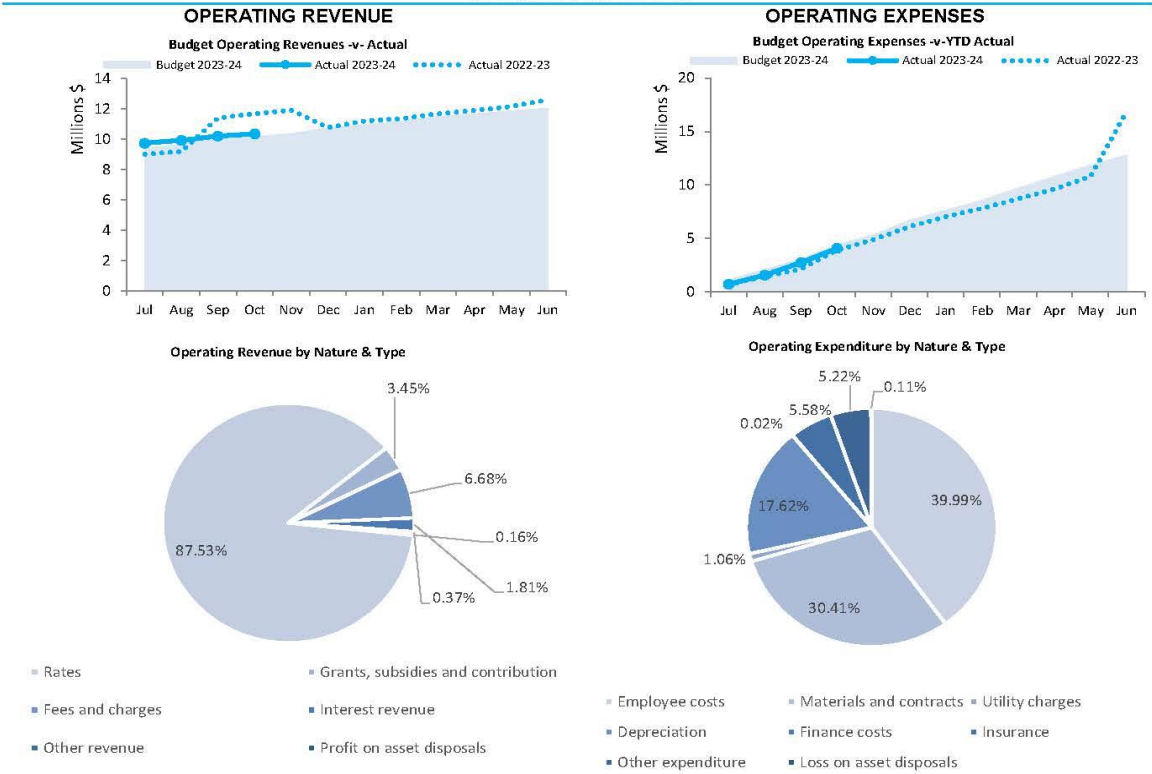 OPERATING REVENUE
Budget Operating Revenues -v- Actual
Budget 2023-24 Actual 2023-24 Actual 2022-23
Millions $
14
12
10
8
6
4
2
0
Jul Aug Sep Oct Nov Dec Jan Feb Mar Apr May Jun
OPERATING EXPENSES
Budget Operating Expenses -v-YTD Actual
Budget 2023-24 Actual 2023-24 Actual 2022-23
Millions $
20
15
10
5
0
Jul Aug Sep Oct Nov Dec Jan Feb Mar Apr May Jun
Operating Revenue by Nature & Type
3.45%
6.68%
0.16%
87.53%
1.81%
0.37%
Rates Grants, subsidies and contribution
Fees and charges Interest revenue
Other revenue Profit on asset disposals
Operating Expenditure by Nature & Type
5.22%
0.11%
5.58%
0.02%
39.99%
17.62%
1.06%
30.41%
Employee costs Materials and contracts Utility charges
Depreciation Finance costs Insurance
Other expenditure Loss on asset disposals